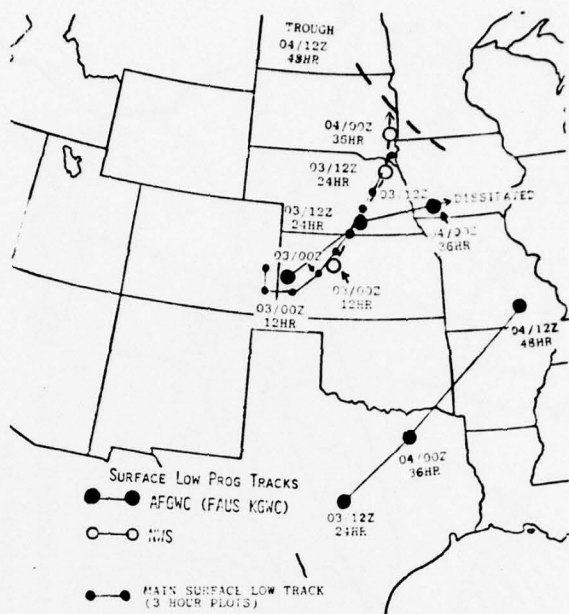 TROUGH
04/12Z
48HR
04/00Z
36HR
03/12Z
24HR
03/12Z
03/12Z
24HR
DISSIPATED
04/00Z
36HR
03/00Z
03/00Z
12HR
03/00Z
12HR
04/12Z
48HR
04/00Z
36HR
03/12Z
24HR
SURFACE LOW PROG TRACKS
AFGWC (FAUS KGWC)
NWS
MAIN SURFACE LOW TRACK
(3 HOUR PLOTS)